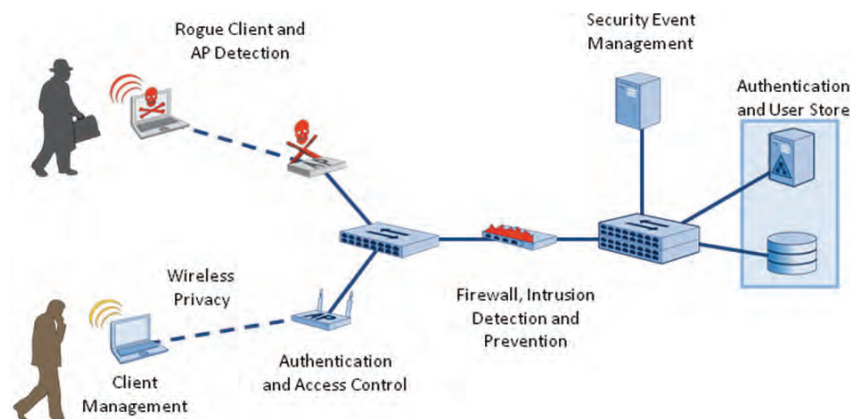 Rogue Client and
AP Detection
Security Event
Management
Authentication
and User Store
Wireless
Privacy
Firewall, Intrusion
Detection and
Prevention
Authentication
and Access Control
Client
Management